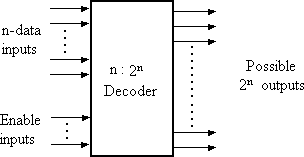 n-data
inputs
n : 2ⁿ
Decoder
Enable
inputs
Possible
2ⁿ outputs